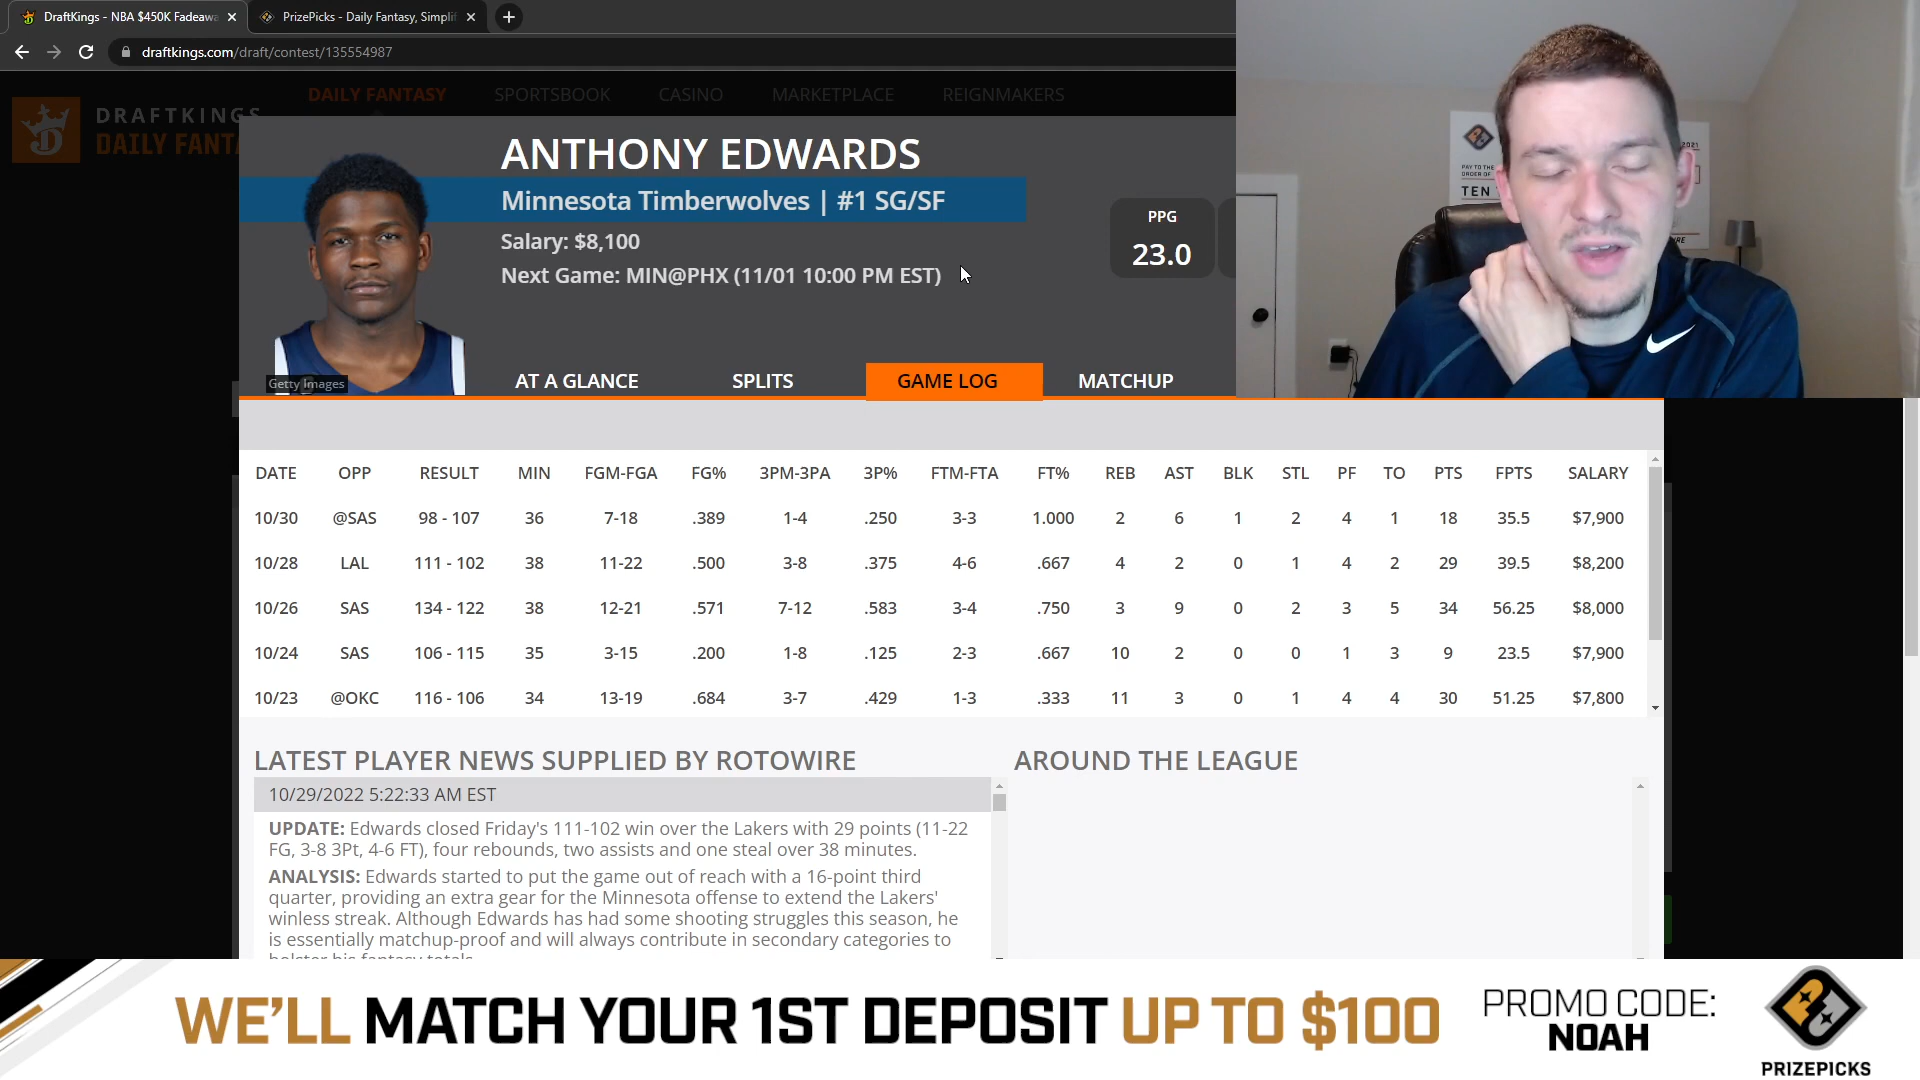 DraftKings - NBA $450K Fadeawa
PrizePicks - Daily Fantasy, Simplif
draftkings.com/draft/contest/135554987
DAILY FANTASY SPORTSBOOK CASINO MARKETPLACE REIGNMAKERS
DRAFTKINGS
DAILY FANTA
ANTHONY EDWARDS
Minnesota Timberwolves | #1 SG/SF
Salary: $8,100
Next Game: MIN@PHX (11/01 10:00 PM EST)
PPG
23.0
Getty Images
AT A GLANCE SPLITS GAME LOG MATCHUP
2021
PAY TO THE
ORDER OF
TEN
DATE OPP RESULT MIN FGM-FGA FG% 3PM-3PA 3P% FTM-FTA FT% REB AST BLK STL PF TO PTS FPTS SALARY
10/30 @SAS 98 - 107 36 7-18 .389 1-4 .250 3-3 1.000 2 6 1 2 4 1 18 35.5 $7,900
10/28 LAL 111 - 102 38 11-22 .500 3-8 .375 4-6 .667 4 2 0 1 4 2 29 39.5 $8,200
10/26 SAS 134 - 122 38 12-21 .571 7-12 .583 3-4 .750 3 9 0 2 3 5 34 56.25 $8,000
10/24 SAS 106 - 115 35 3-15 .200 1-8 .125 2-3 .667 10 2 0 0 1 3 9 23.5 $7,900
10/23 @OKC 116 - 106 34 13-19 .684 3-7 .429 1-3 .333 11 3 0 1 4 4 30 51.25 $7,800
LATEST PLAYER NEWS SUPPLIED BY ROTOWIRE
10/29/2022 5:22:33 AM EST
UPDATE: Edwards closed Friday's 111-102 win over the Lakers with 29 points (11-22
FG, 3-8 3Pt, 4-6 FT), four rebounds, two assists and one steal over 38 minutes.
ANALYSIS: Edwards started to put the game out of reach with a 16-point third
quarter, providing an extra gear for the Minnesota offense to extend the Lakers'
winless streak. Although Edwards has had some shooting struggles this season, he
is essentially matchup-proof and will always contribute in secondary categories to
AROUND THE LEAGUE
WE'LL MATCH YOUR 1ST DEPOSIT UP TO $100
PROMO CODE:
NOAH
PRIZEPICKS